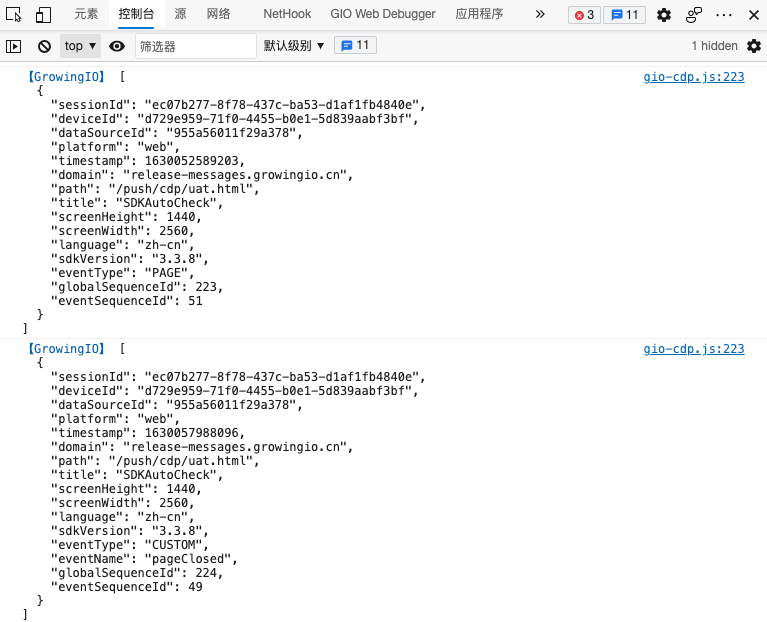 元素 控制台 源 网络 NetHook GIO Web Debugger 应用程序 » 3 11
top ▼ 筛选器 默认级别 ▼ 11 1 hidden
【GrowingIO】 [ gio-cdp.js:223
{
"sessionId": "ec07b277-8f78-437c-ba53-d1af1fb4840e",
"deviceId": "d729e959-71f0-4455-b0e1-5d839aabf3bf",
"dataSourceId": "955a56011f29a378",
"platform": "web",
"timestamp": 1630052589203,
"domain": "release-messages.growingio.cn",
"path": "/push/cdp/uat.html",
"title": "SDKAutoCheck",
"screenHeight": 1440,
"screenWidth": 2560,
"language": "zh-cn",
"sdkVersion": "3.3.8",
"eventType": "PAGE",
"globalSequenceId": 223,
"eventSequenceId": 51
}
]
【GrowingIO】 [ gio-cdp.js:223
{
"sessionId": "ec07b277-8f78-437c-ba53-d1af1fb4840e",
"deviceId": "d729e959-71f0-4455-b0e1-5d839aabf3bf",
"dataSourceId": "955a56011f29a378",
"platform": "web",
"timestamp": 1630057988096,
"domain": "release-messages.growingio.cn",
"path": "/push/cdp/uat.html",
"title": "SDKAutoCheck",
"screenHeight": 1440,
"screenWidth": 2560,
"language": "zh-cn",
"sdkVersion": "3.3.8",
"eventType": "CUSTOM",
"eventName": "pageClosed",
"globalSequenceId": 224,
"eventSequenceId": 49
}
]